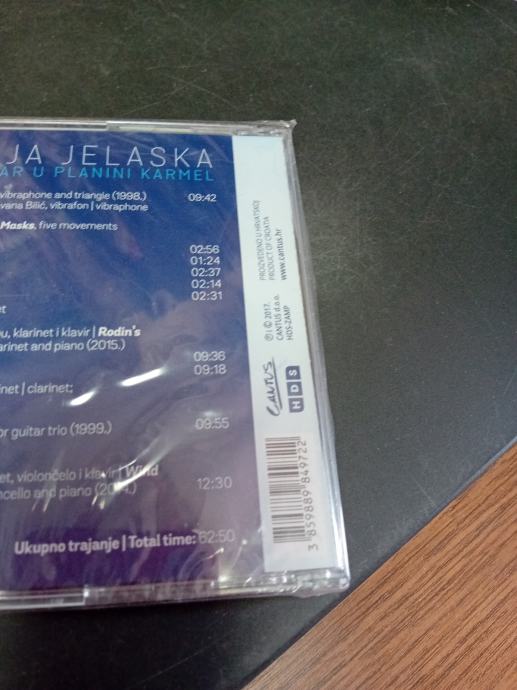 JA JELASKA
AR U PLANINI KARMEL
vibraphone and triangle (1998.) 09:42
vana Bilić, vibrafon | vibraphone
Masks, five movements
02:56
01:24
02:37
02:14
02:31
et
u, klarinet i klavir | Rodin's
arinet and piano (2015.)
09:36
09:18
inet | clarinet:
or guitar trio (1999.) 09:55
et, violončelo i klavir | Wind
ncello and piano 12:30
Ukupno trajanje | Total time: 62:50
PROIZVEDENO U HRVATSKOJ
PRODUCT OF CROATIA
www.cantus.hr
℗ i © 2017.
CANTUS d.o.o.
HDS-ZAMP
CANTUS
HDS
3 859889 849722